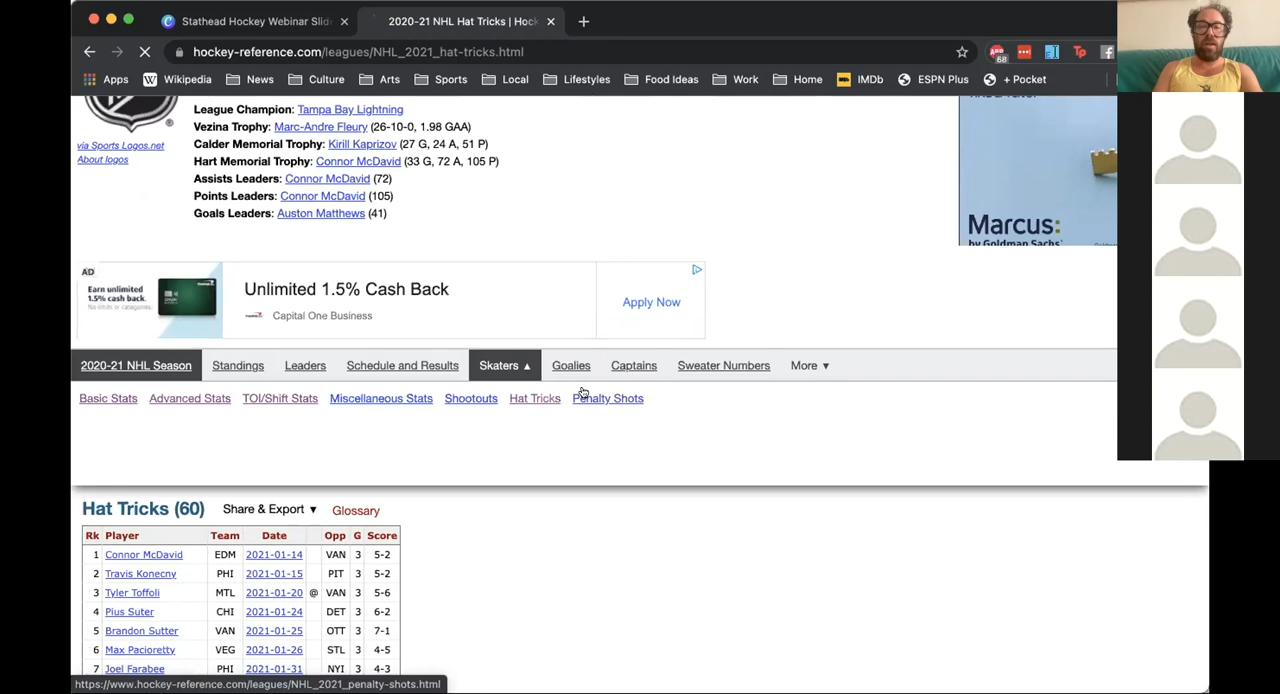 Stathead Hockey Webinar Slid
2020-21 NHL Hat Tricks | Hock
hockey-reference.com/leagues/NHL_2021_hat-tricks.html
68
Apps Wikipedia News Culture Arts Sports Local Lifestyles Food Ideas Work Home IMDb ESPN Plus + Pocket
via Sports Logos.net
About logos
League Champion: Tampa Bay Lightning
Vezina Trophy: Marc-Andre Fleury (26-10-0, 1.98 GAA)
Calder Memorial Trophy: Kirill Kaprizov (27 G, 24 A, 51 P)
Hart Memorial Trophy: Connor McDavid (33 G, 72 A, 105 P)
Assists Leaders: Connor McDavid (72)
Points Leaders: Connor McDavid (105)
Goals Leaders: Auston Matthews (41)
Marcus:
by Goldman Sachs
AD
Earn unlimited
1.5% cash back.
Unlimited 1.5% Cash Back
Capital One Business
Apply Now
2020-21 NHL Season Standings Leaders Schedule and Results Skaters ▲ Goalies Captains Sweater Numbers More ▼
Basic Stats Advanced Stats TOI/Shift Stats Miscellaneous Stats Shootouts Hat Tricks Penalty Shots
Hat Tricks (60) Share & Export ▼ Glossary
Rk Player Team Date Opp G Score
1 Connor McDavid EDM 2021-01-14 VAN 3 5-2
2 Travis Konecny PHI 2021-01-15 PIT 3 5-2
3 Tyler Toffoli MTL 2021-01-20 @ VAN 3 5-6
4 Pius Suter CHI 2021-01-24 DET 3 6-2
5 Brandon Sutter VAN 2021-01-25 OTT 3 7-1
6 Max Pacioretty VEG 2021-01-26 STL 3 4-5
7 Joel Farabee PHI 2021-01-31 NYI 3 4-3
https://www.hockey-reference.com/leagues/NHL_2021_penalty-shots.html